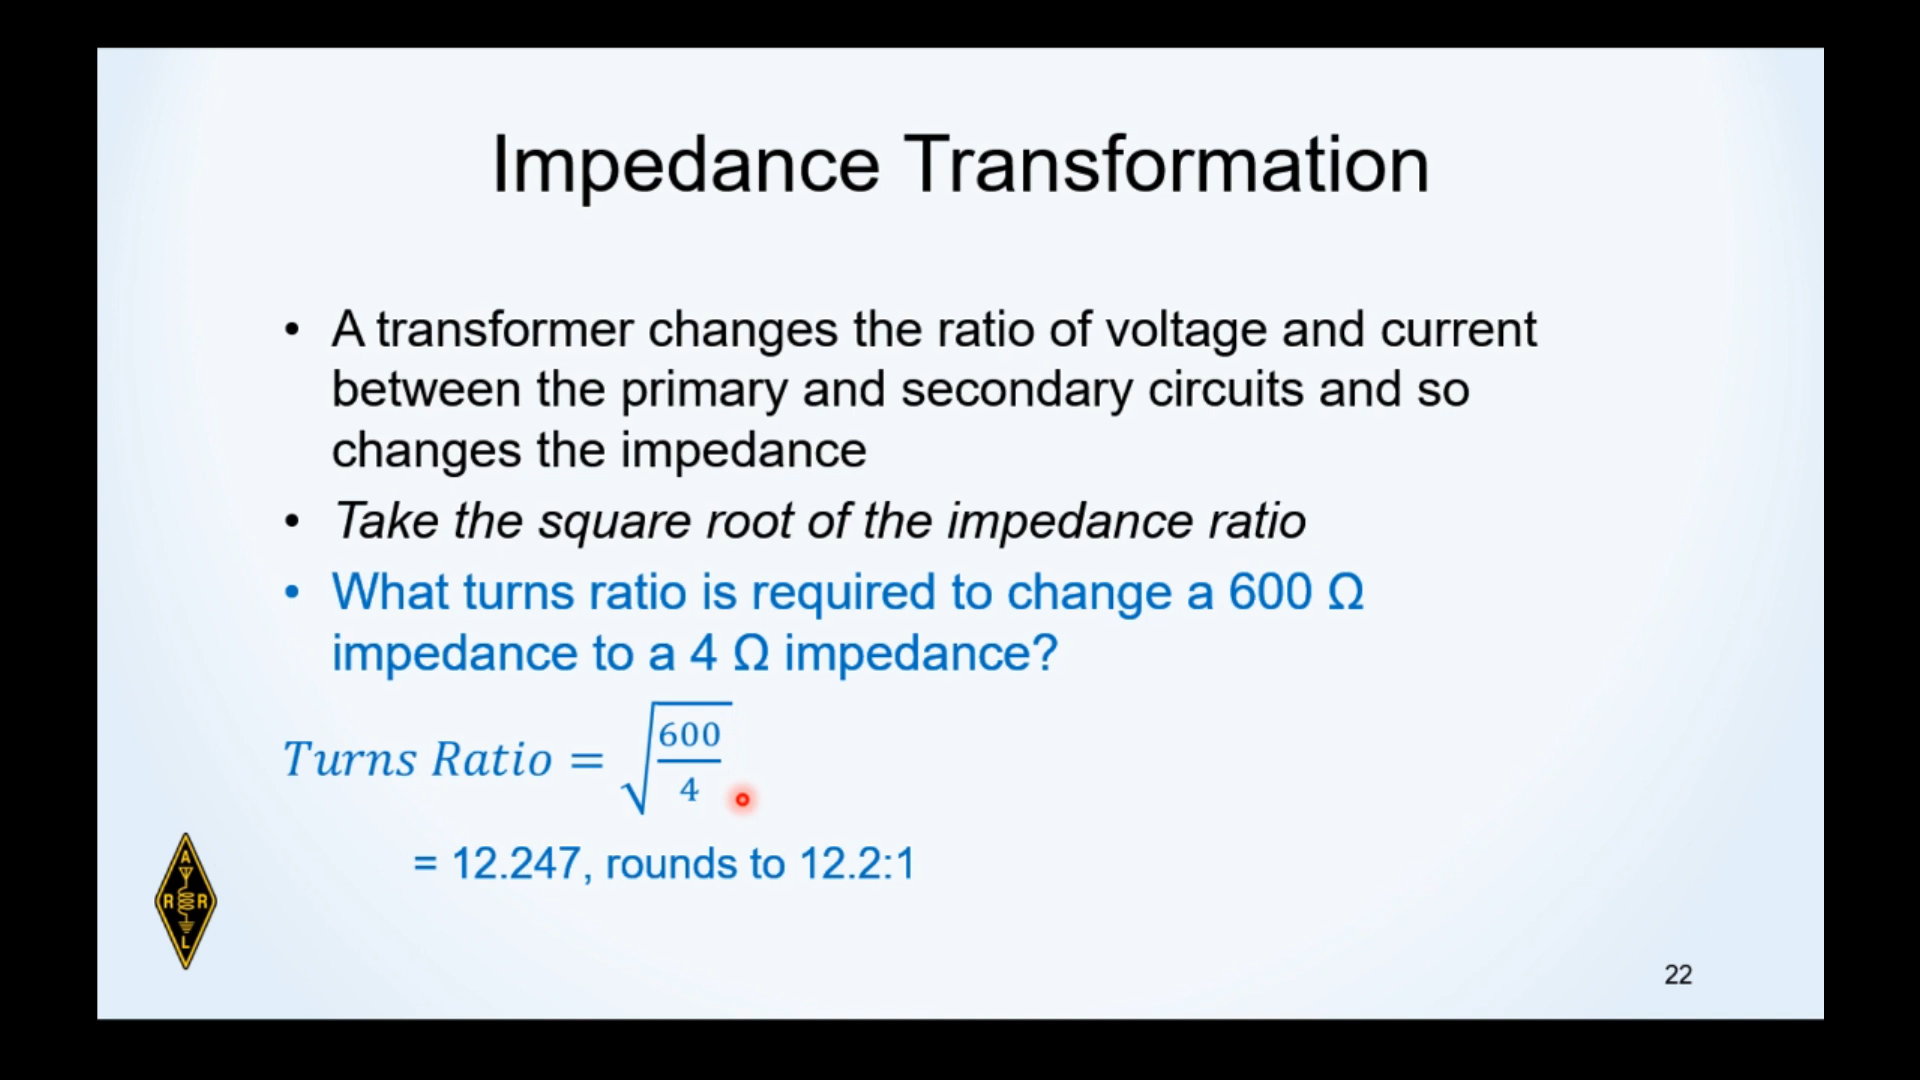 Impedance Transformation
• A transformer changes the ratio of voltage and current
between the primary and secondary circuits and so
changes the impedance
• Take the square root of the impedance ratio
• What turns ratio is required to change a 600 Ω
impedance to a 4 Ω impedance?
Turns Ratio = √(600/4)
= 12.247, rounds to 12.2:1
A
R R
L
22